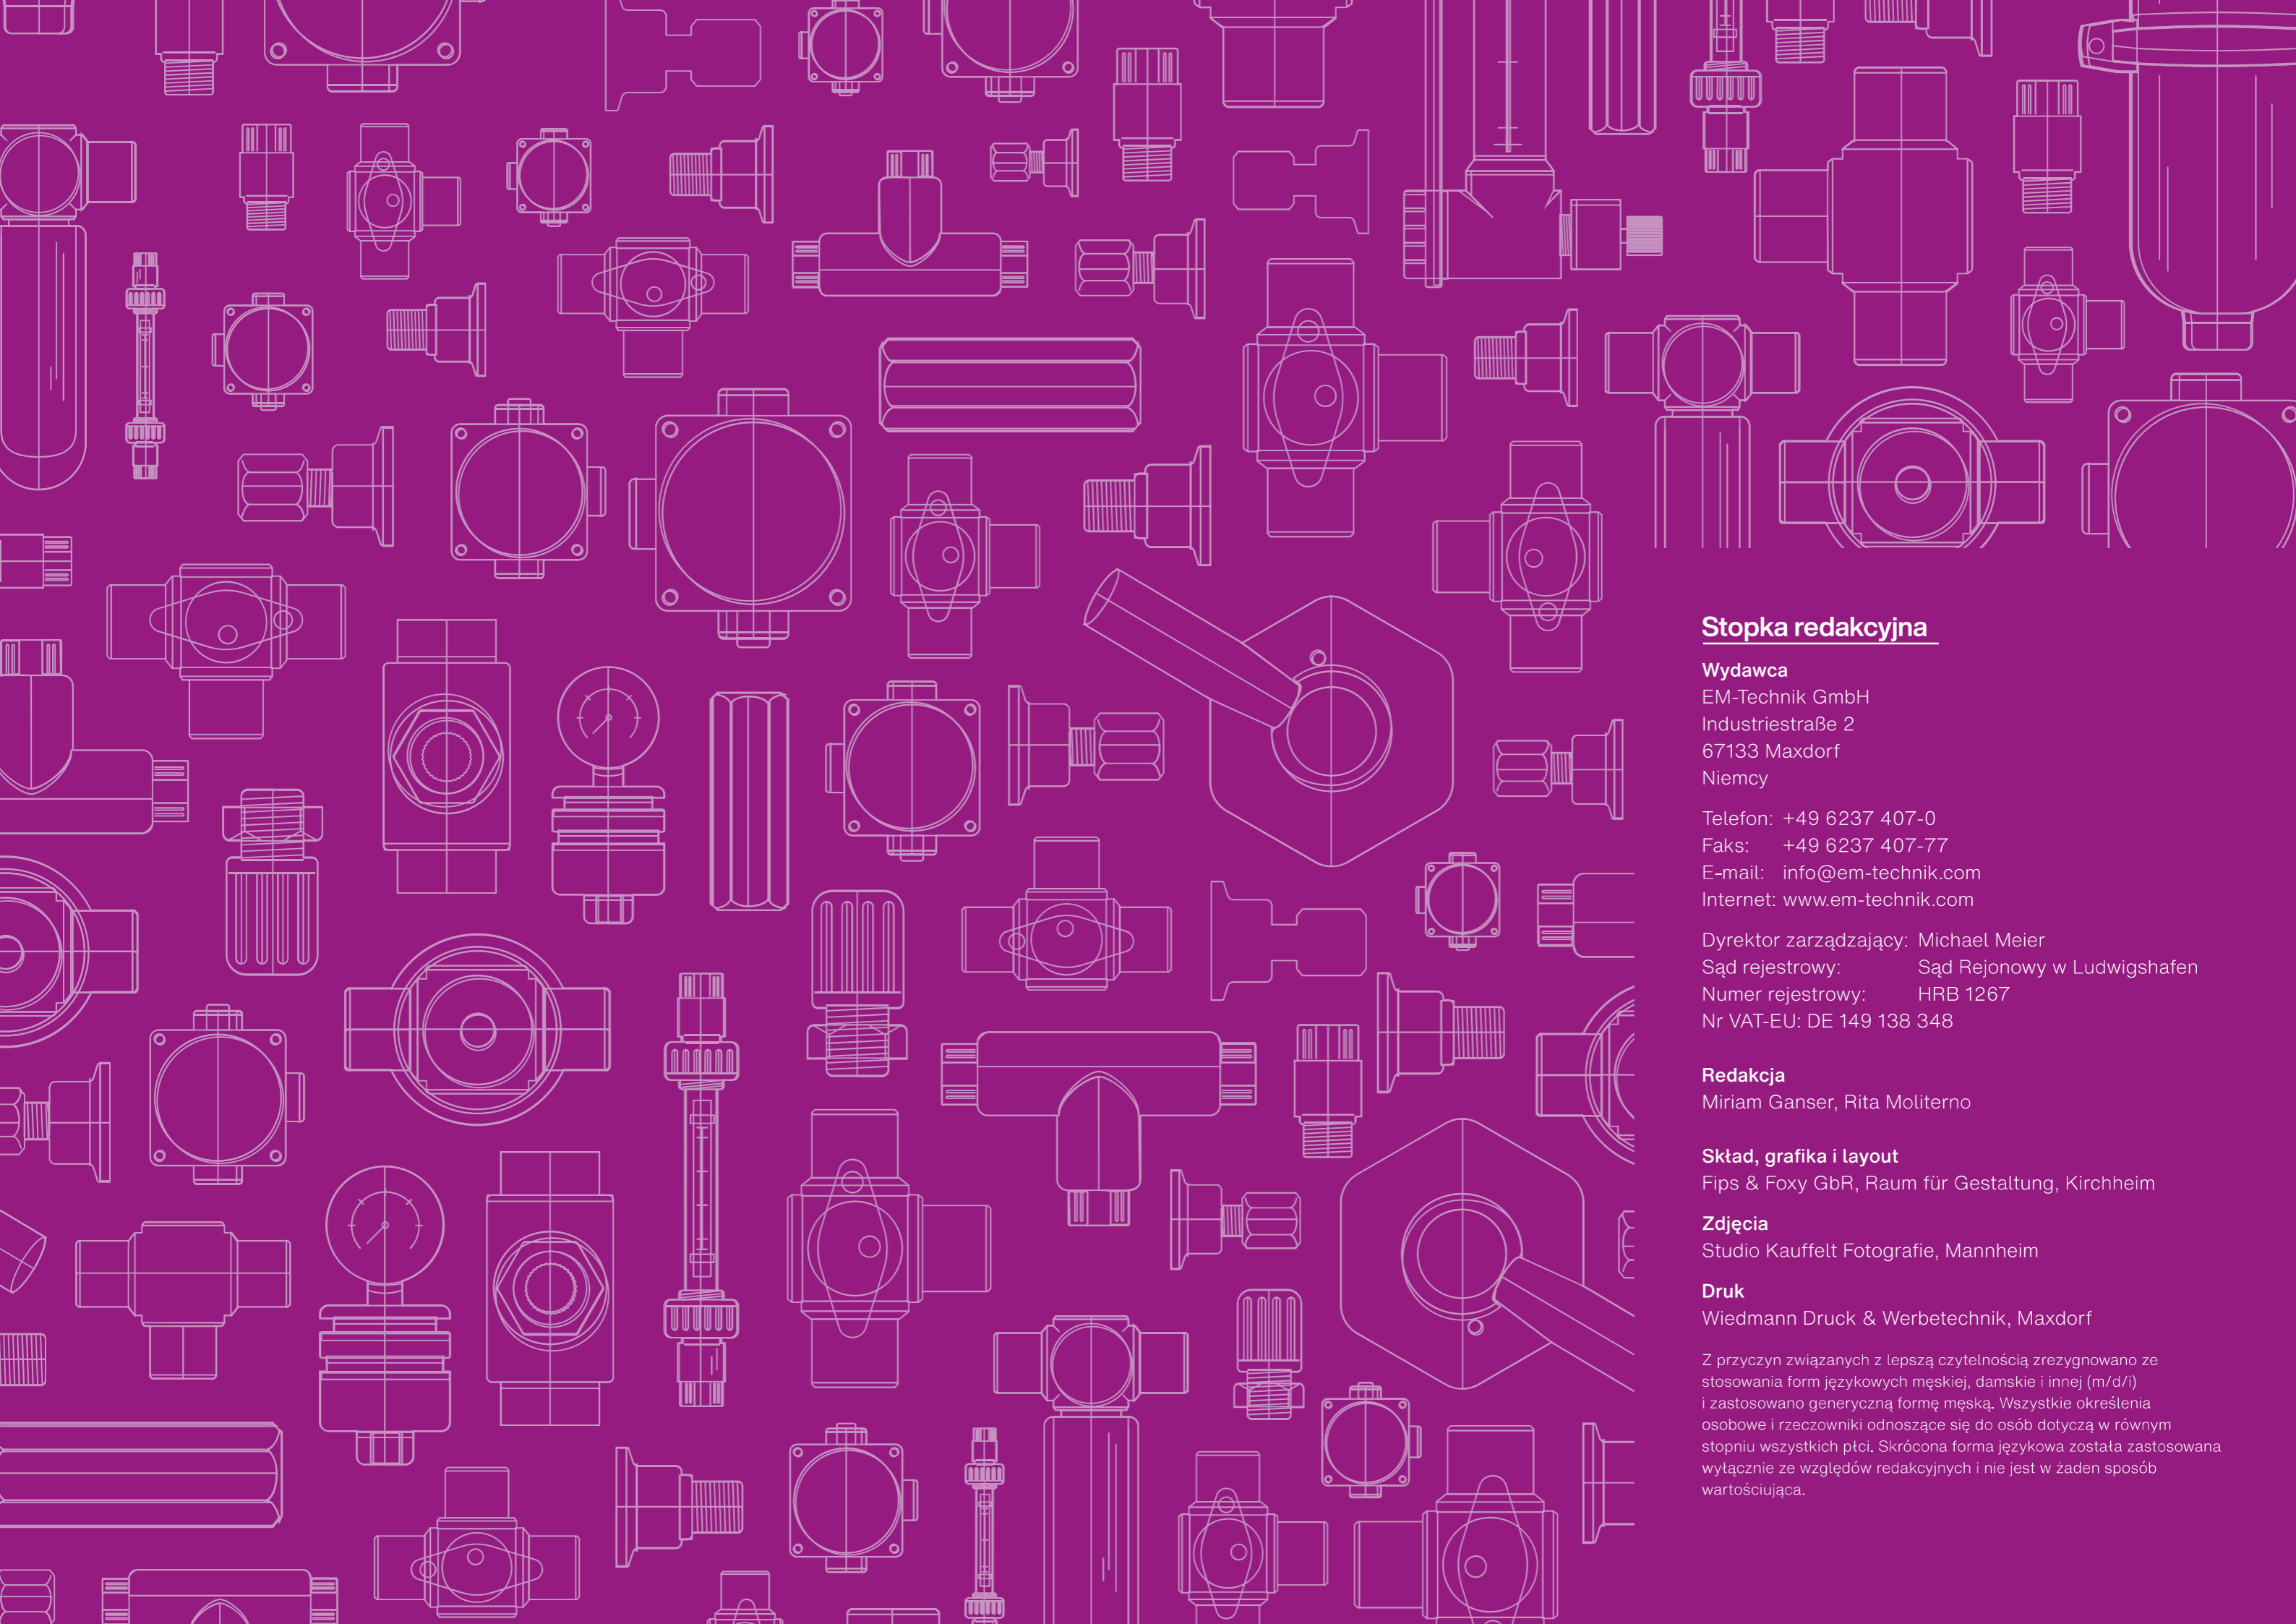 Stopka redakcyjna
Wydawca
EM-Technik GmbH
Industriestraße 2
67133 Maxdorf
Niemcy
Telefon: +49 6237 407-0
Faks: +49 6237 407-77
E-mail: info@em-technik.com
Internet: www.em-technik.com
Dyrektor zarządzający: Michael Meier
Sąd rejestrowy: Sąd Rejonowy w Ludwigshafen
Numer rejestrowy: HRB 1267
Nr VAT-EU: DE 149 138 348
Redakcja
Miriam Ganser, Rita Moliterno
Skład, grafika i layout
Fips & Foxy GbR, Raum für Gestaltung, Kirchheim
Zdjęcia
Studio Kauffelt Fotografie, Mannheim
Druk
Wiedmann Druck & Werbetechnik, Maxdorf
Z przyczyn związanych z lepszą czytelnością zrezygnowano ze
stosowania form językowych męskiej, damskie i innej (m/d/i)
i zastosowano generyczną formę męską. Wszystkie określenia
osobowe i rzeczowniki odnoszące się do osób dotyczą w równym
stopniu wszystkich płci. Skrócona forma językowa została zastosowana
wyłącznie ze względów redakcyjnych i nie jest w żaden sposób
wartościująca.